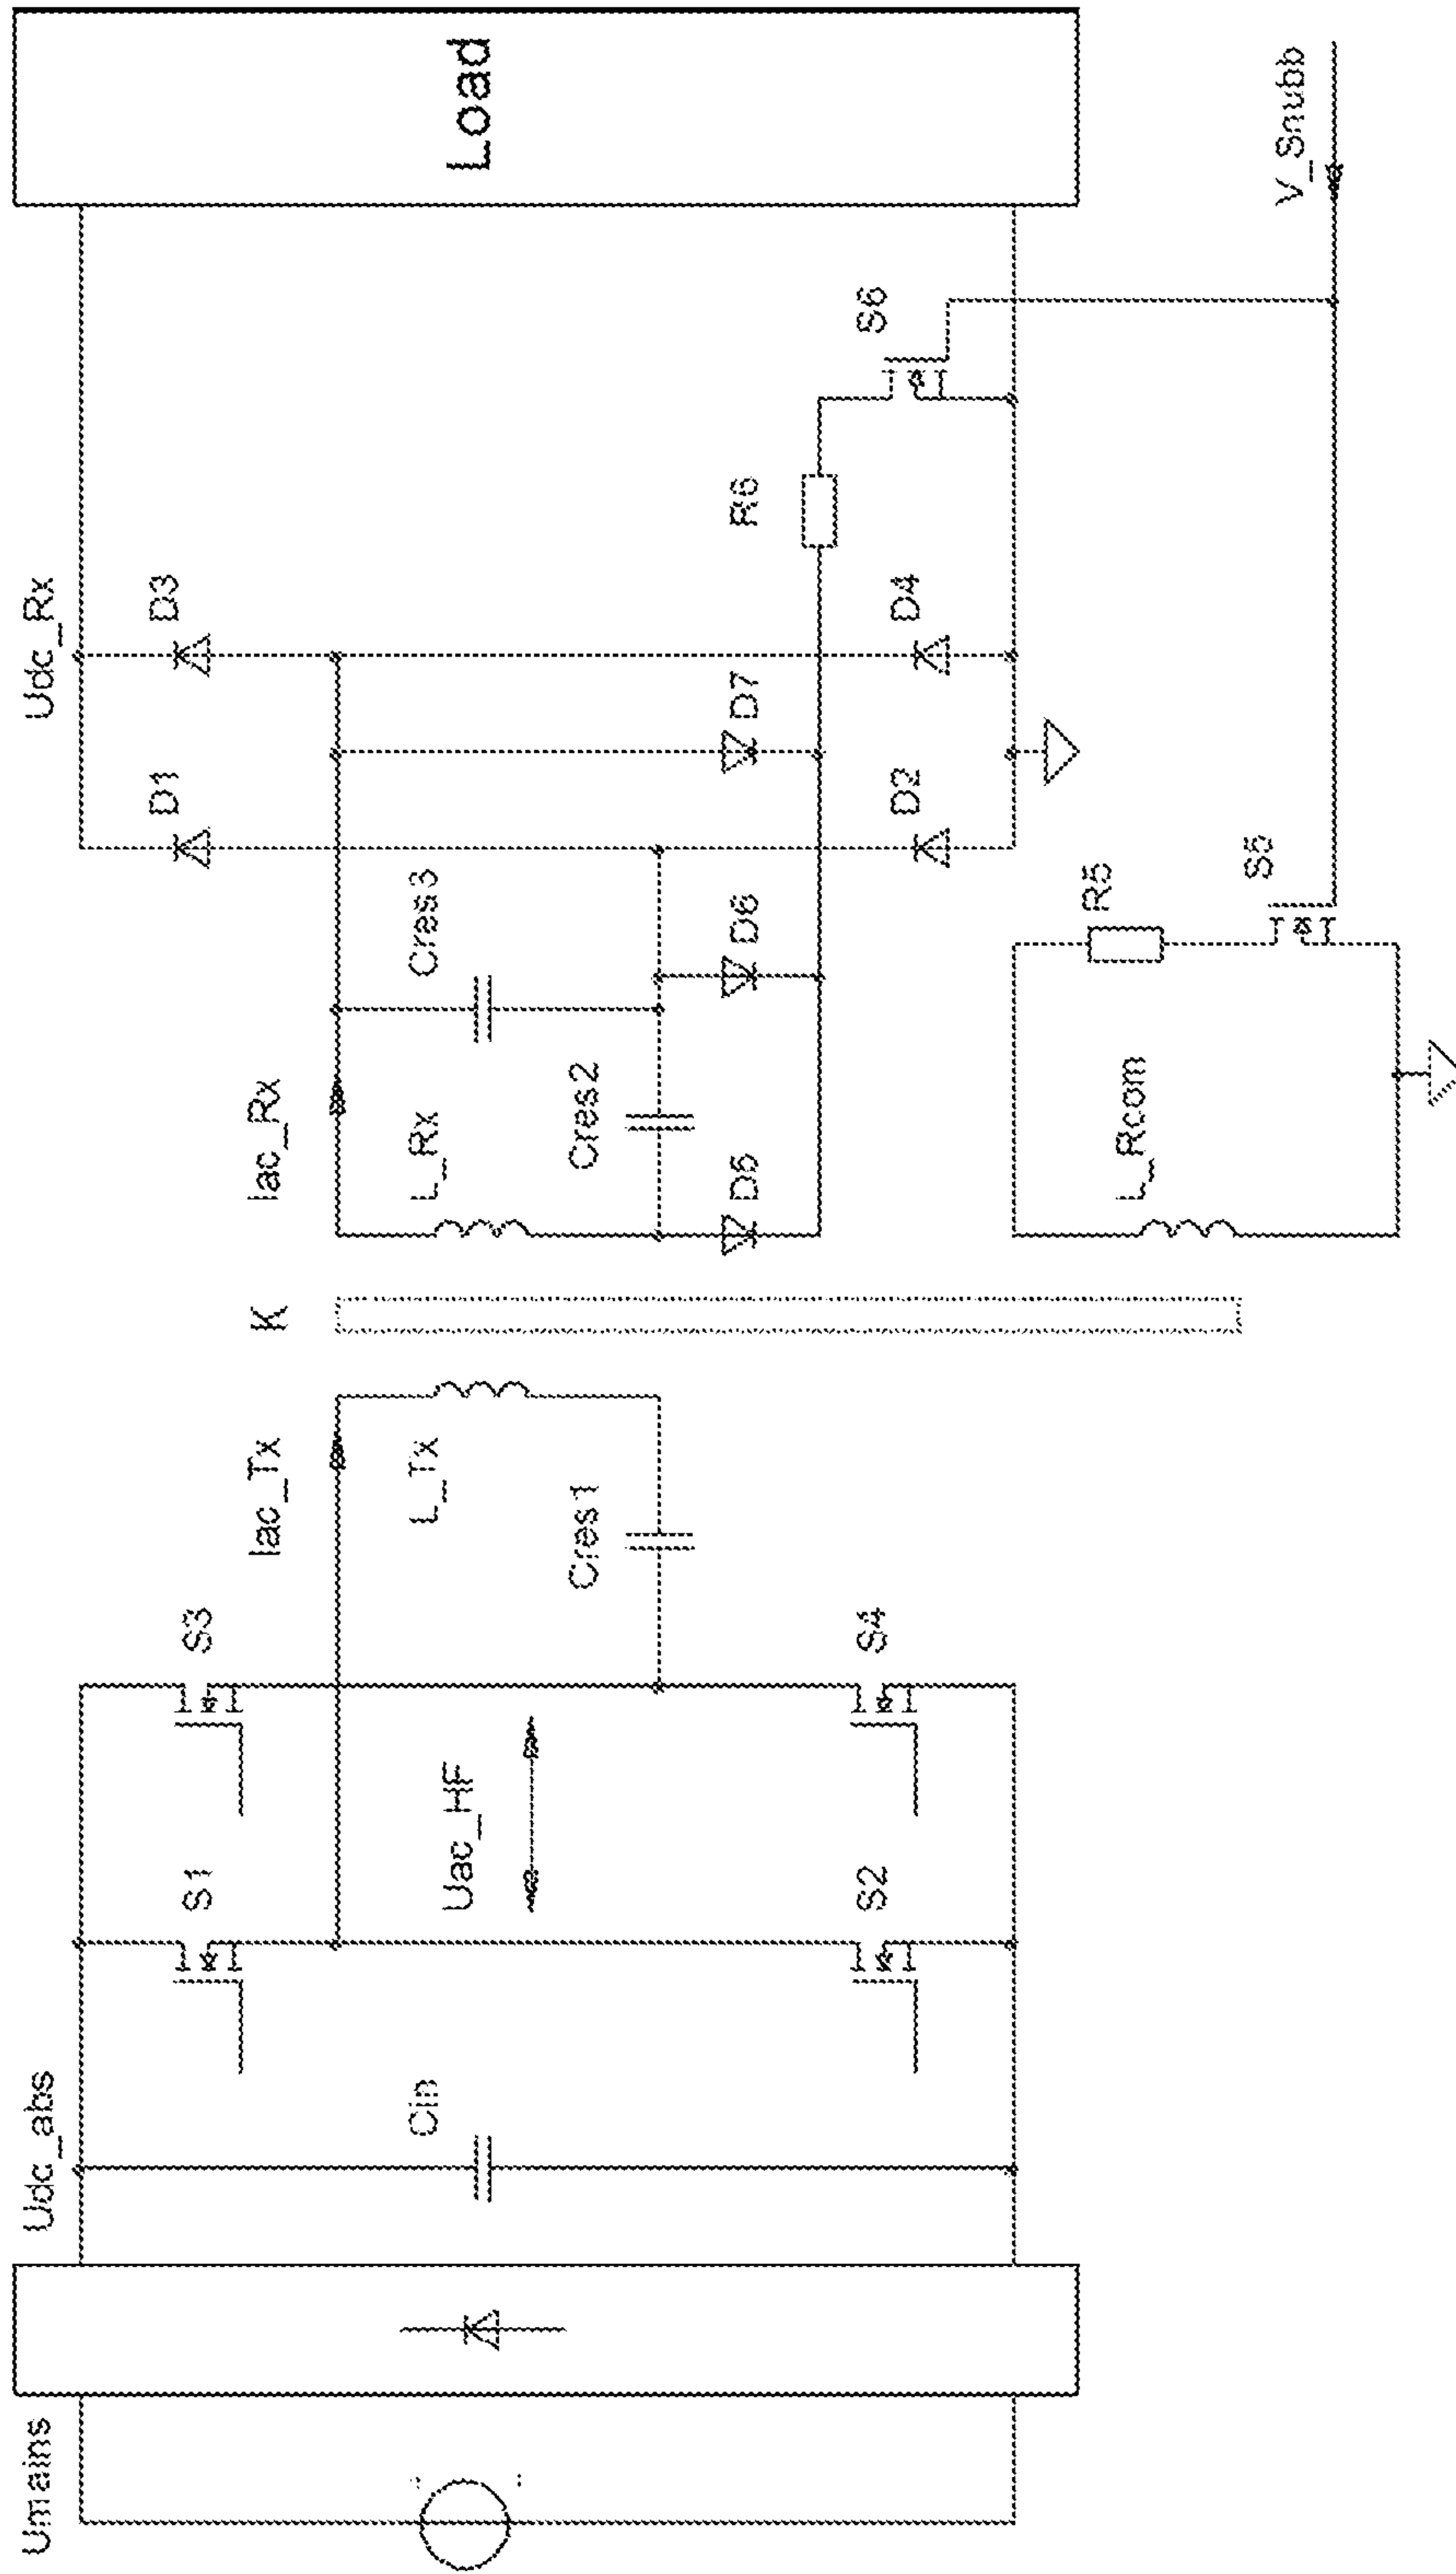 Umains
Udc_abs
Cin
S1
S3
Uac_HF
S2
S4
Iac_Tx
L_Tx
Cres1
K
Iac_Rx
L_Rx
Cres2
Cres3
D5
D6
D7
D1
D3
Udc_Rx
D2
D4
R6
S6
Load
L_Rcom
R5
S5
V_Snubb